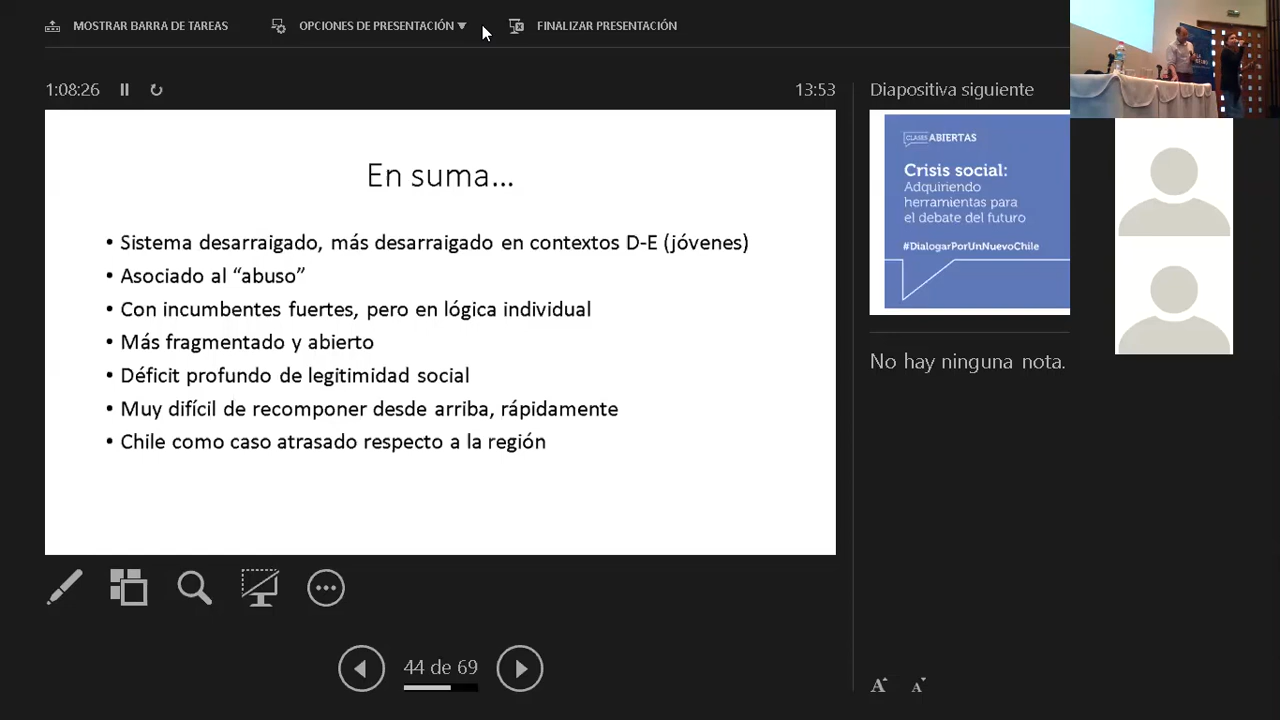 MOSTRAR BARRA DE TAREAS
OPCIONES DE PRESENTACIÓN
FINALIZAR PRESENTACIÓN
1:08:26
13:53
En suma...
• Sistema desarraigado, más desarraigado en contextos D-E (jóvenes)
• Asociado al “abuso”
• Con incumbentes fuertes, pero en lógica individual
• Más fragmentado y abierto
• Déficit profundo de legitimidad social
• Muy difícil de recomponer desde arriba, rápidamente
• Chile como caso atrasado respecto a la región
44 de 69
Diapositiva siguiente
CLASES ABIERTAS
Crisis social:
Adquiriendo
herramientas para
el debate del futuro
#DialogarPorUnNuevoChile
No hay ninguna nota.
A A